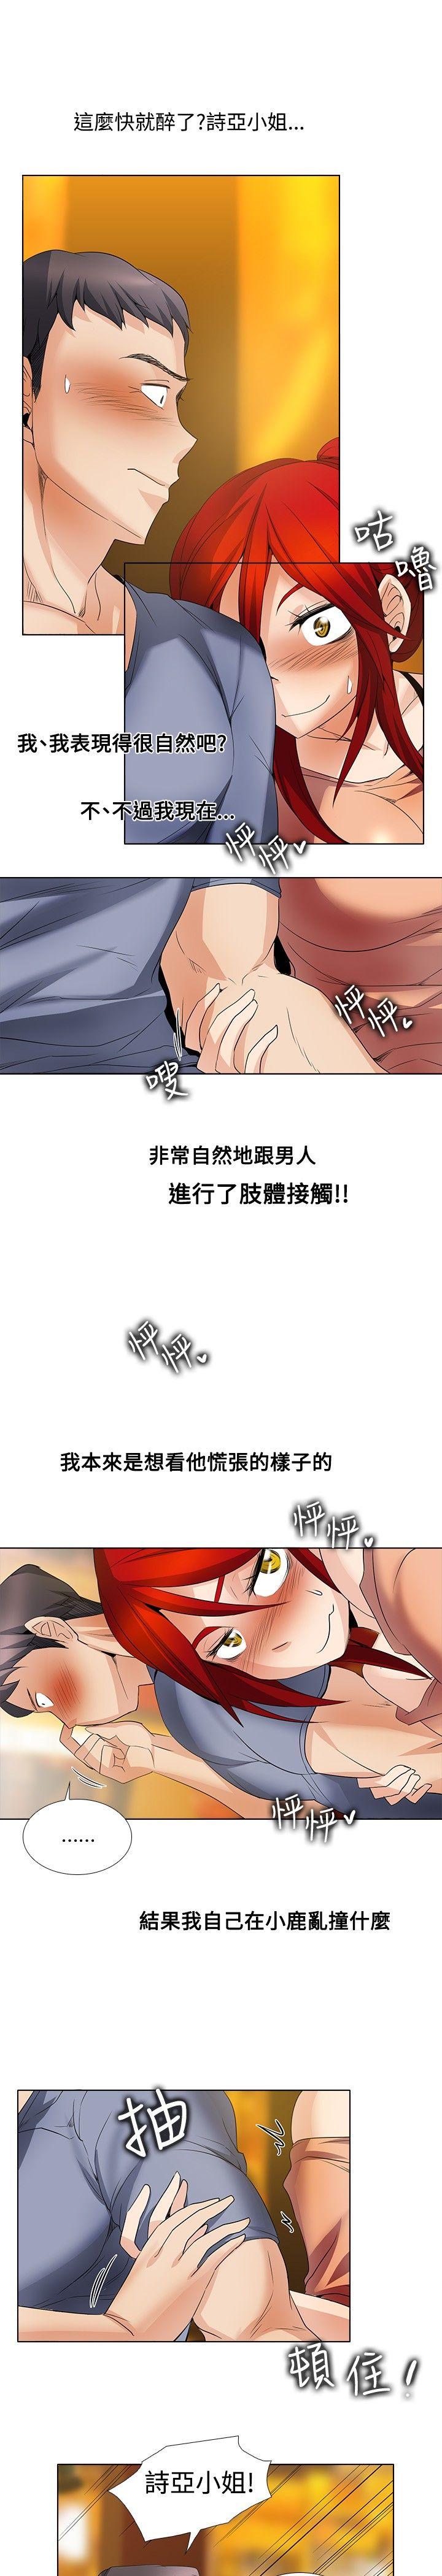 這麼快就醉了?詩亞小姐...
咕
嚕
我、我表現得很自然吧?
不、不過我現在...
怦
怦
怦
怦
嗖
非常自然地跟男人
進行了肢體接觸!!
怦
怦
我本來是想看他慌張的樣子的
怦
怦
怦
怦
......
結果我自己在小鹿亂撞什麼
抽
頓住!
詩亞小姐!